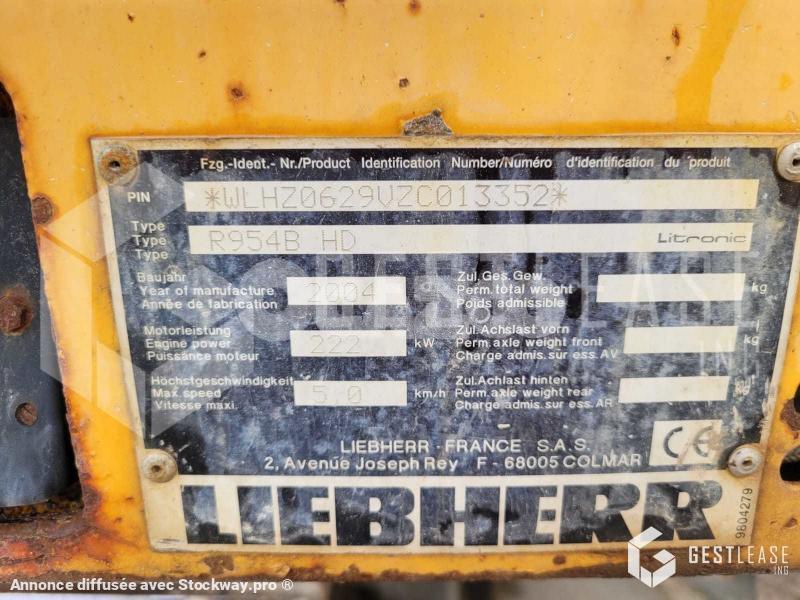 Fzg.-Ident.- Nr./Product Identification Number/Numéro d'identification du produit
PIN *WLHZ0629VZC013352*
Type
Type R954B HD Litronic
Type
Baujahr
Year of manufacture 2004
Année de fabrication
Zul.Ges.Gew.
Perm.total weight kg
Poids admissible
Motorleistung
Engine power 222 kW
Puissance moteur
Zul.Achslast vorn
Perm.axle weight front kg
Charge admis.sur ess.AV
Höchstgeschwindigkeit
Max.speed 5,0 km/h
Vitesse maxi.
Zul.Achslast hinten
Perm.axle weight rear kg
Charge admis.sur ess.AR
LIEBHERR - FRANCE S.A.S.
2, Avenue Joseph Rey F - 68005 COLMAR
CE
LIEBHERR
9804279
GESTLEASE
GESTLEASE
ING
Annonce diffusée avec Stockway.pro ®